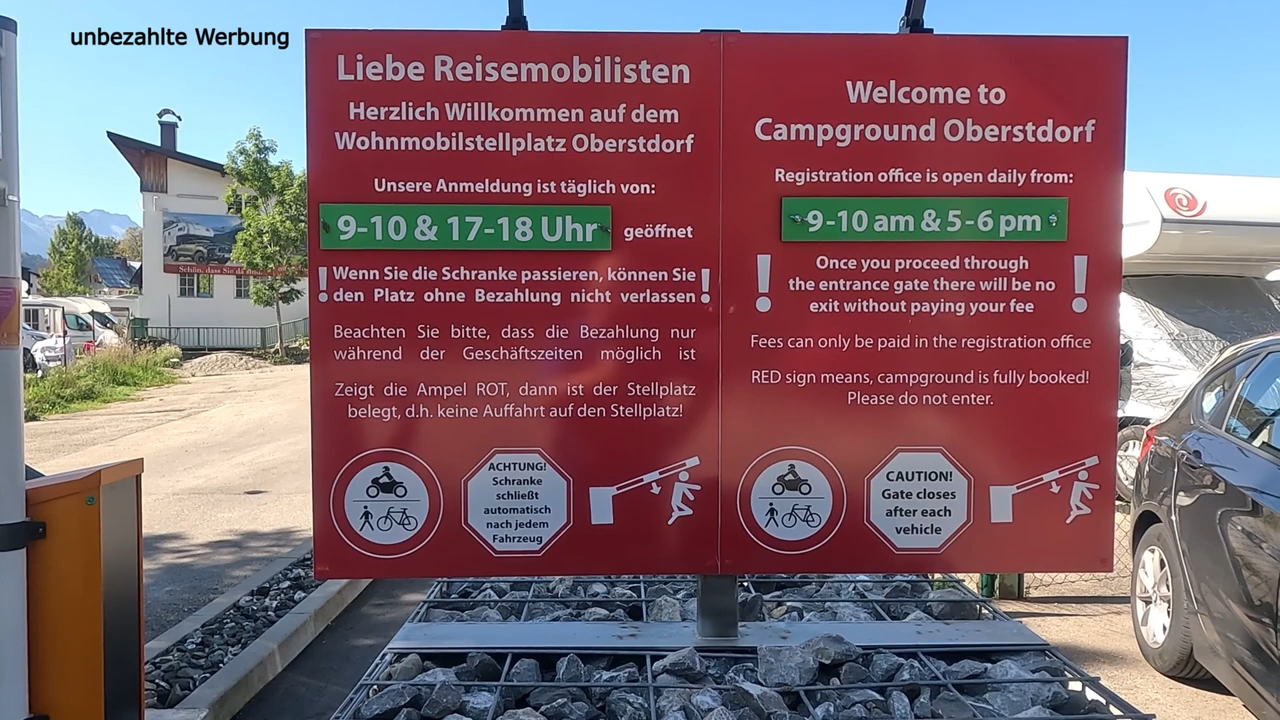 unbezahlte Werbung
Liebe Reisemobilisten
Herzlich Willkommen auf dem
Wohnmobilstellplatz Oberstdorf
Unsere Anmeldung ist täglich von:
9-10 & 17-18 Uhr geöffnet
! Wenn Sie die Schranke passieren, können Sie !
den Platz ohne Bezahlung nicht verlassen
Beachten Sie bitte, dass die Bezahlung nur
während der Geschäftszeiten möglich ist
Zeigt die Ampel ROT, dann ist der Stellplatz
belegt, d.h. keine Auffahrt auf den Stellplatz!
ACHTUNG!
Schranke
schließt
automatisch
nach jedem
Fahrzeug
Welcome to
Campground Oberstdorf
Registration office is open daily from:
9-10 am & 5-6 pm
! Once you proceed through !
the entrance gate there will be no
exit without paying your fee
Fees can only be paid in the registration office
RED sign means, campground is fully booked!
Please do not enter.
CAUTION!
Gate closes
after each
vehicle
Schön, dass Sie da